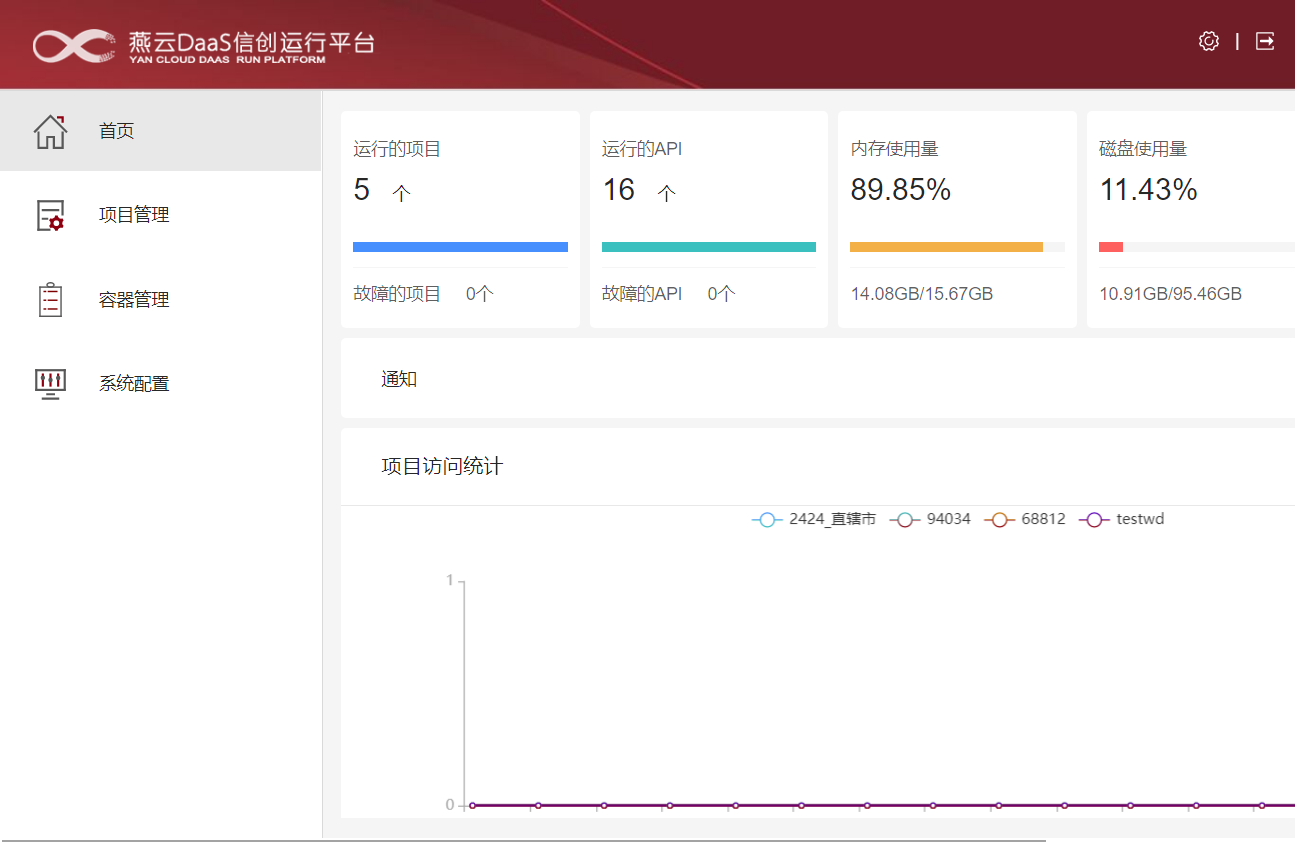 燕云DaaS信创运行平台
YAN CLOUD DAAS RUN PLATFORM
首页
项目管理
容器管理
系统配置
运行的项目
5 个
故障的项目 0个
运行的API
16 个
故障的API 0个
内存使用量
89.85%
14.08GB/15.67GB
磁盘使用量
11.43%
10.91GB/95.46GB
通知
项目访问统计
2424_直辖市 94034 68812 testwd
1
0